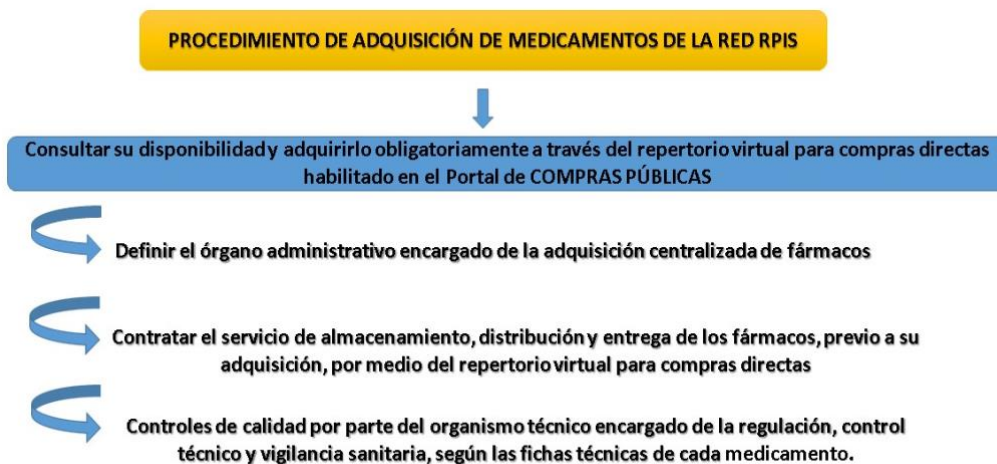 PROCEDIMIENTO DE ADQUISICIÓN DE MEDICAMENTOS DE LA RED RPIS
Consultar su disponibilidad y adquirirlo obligatoriamente a través del repertorio virtual para compras directas
habilitado en el Portal de COMPRAS PÚBLICAS
Definir el órgano administrativo encargado de la adquisición centralizada de fármacos
Contratar el servicio de almacenamiento, distribución y entrega de los fármacos, previo a su
adquisición, por medio del repertorio virtual para compras directas
Controles de calidad por parte del organismo técnico encargado de la regulación, control
técnico y vigilancia sanitaria, según las fichas técnicas de cada medicamento.